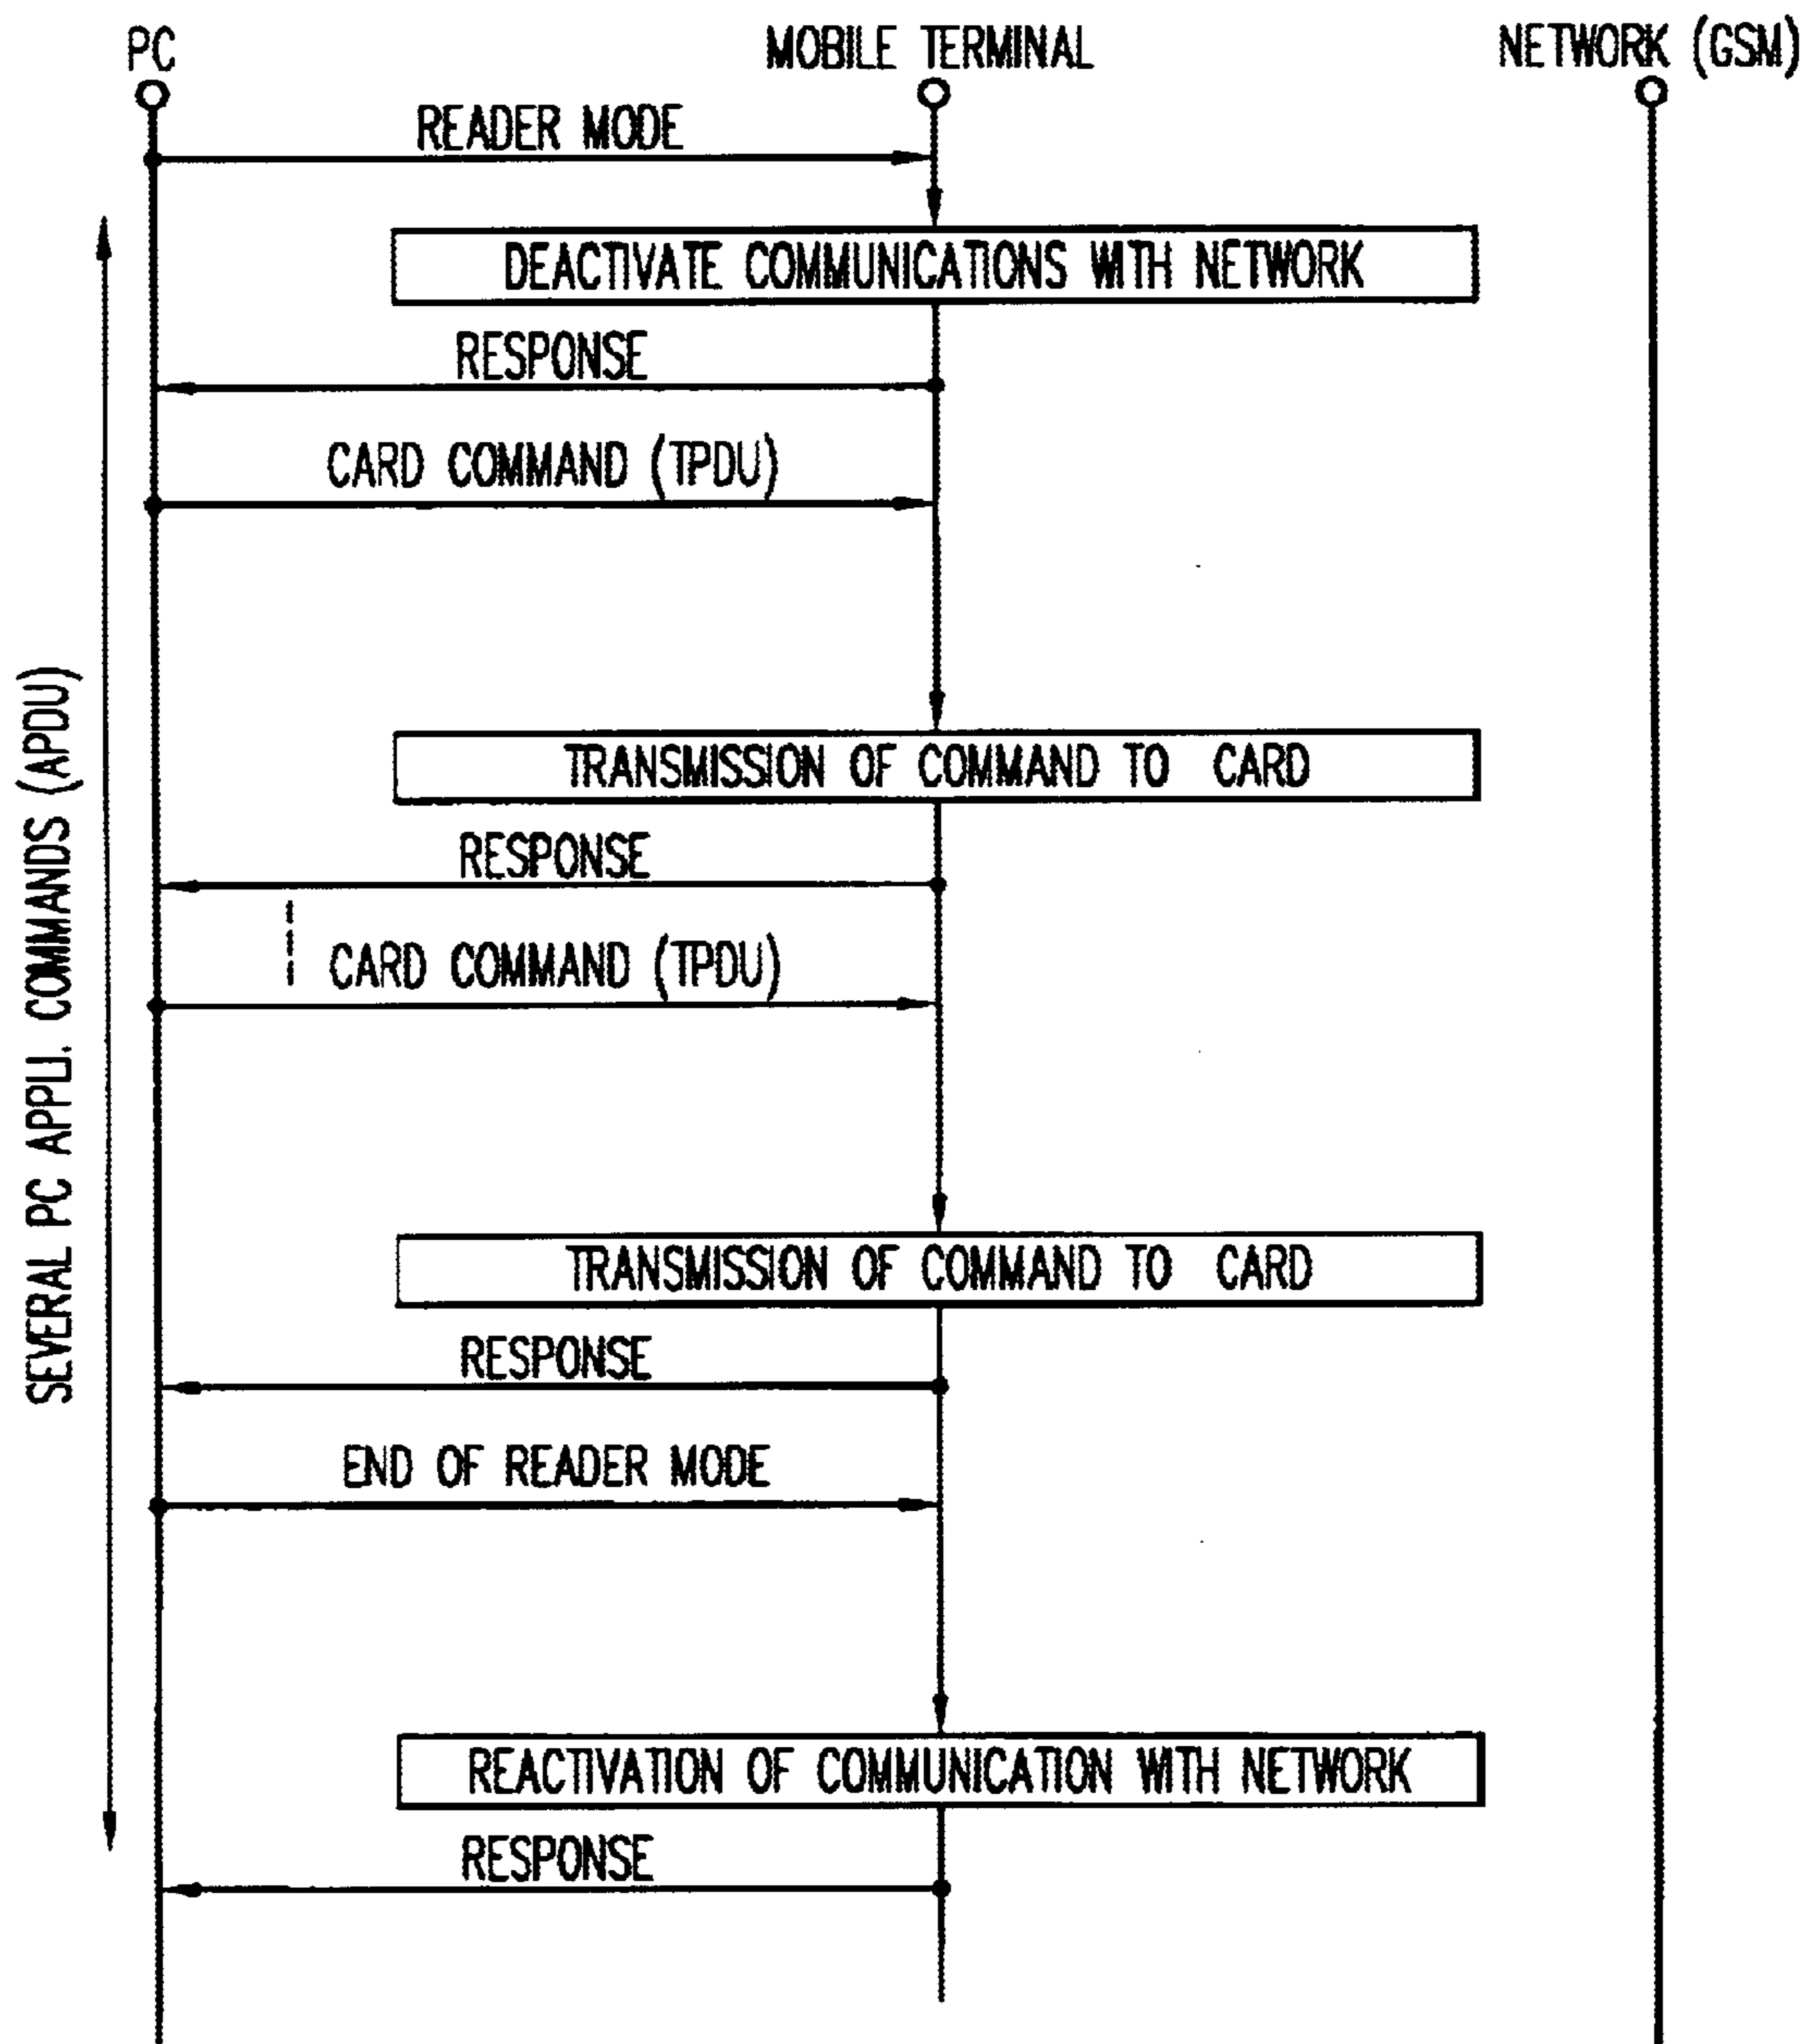 PC
MOBILE TERMINAL
NETWORK (GSM)
READER MODE
DEACTIVATE COMMUNICATIONS WITH NETWORK
RESPONSE
CARD COMMAND (TPDU)
TRANSMISSION OF COMMAND TO CARD
RESPONSE
CARD COMMAND (TPDU)
TRANSMISSION OF COMMAND TO CARD
RESPONSE
END OF READER MODE
REACTIVATION OF COMMUNICATION WITH NETWORK
RESPONSE
SEVERAL PC APPLI. COMMANDS (APDU)